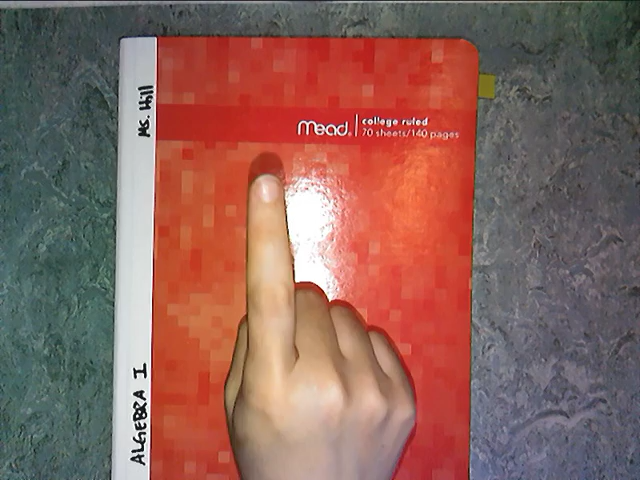 Mead
college ruled
70 sheets/140 pages
Ms. Hill
ALGEBRA I